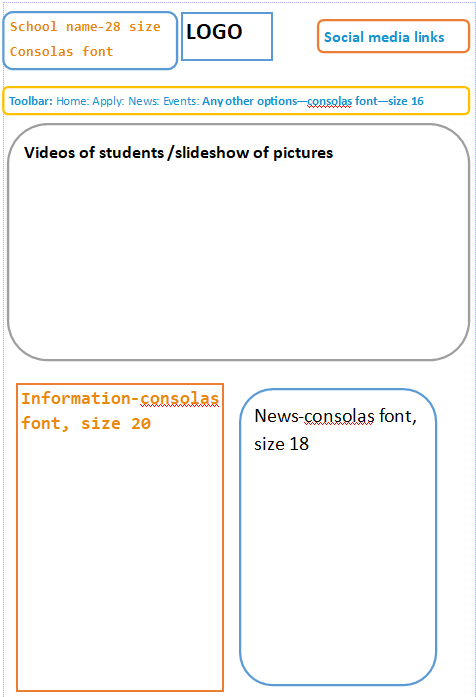 School name-28 size
Consolas font
LOGO
Social media links
Toolbar: Home: Apply: News: Events: Any other options—consolas font—size 16
Videos of students /slideshow of pictures
Information-consolas
font, size 20
News-consolas font,
size 18